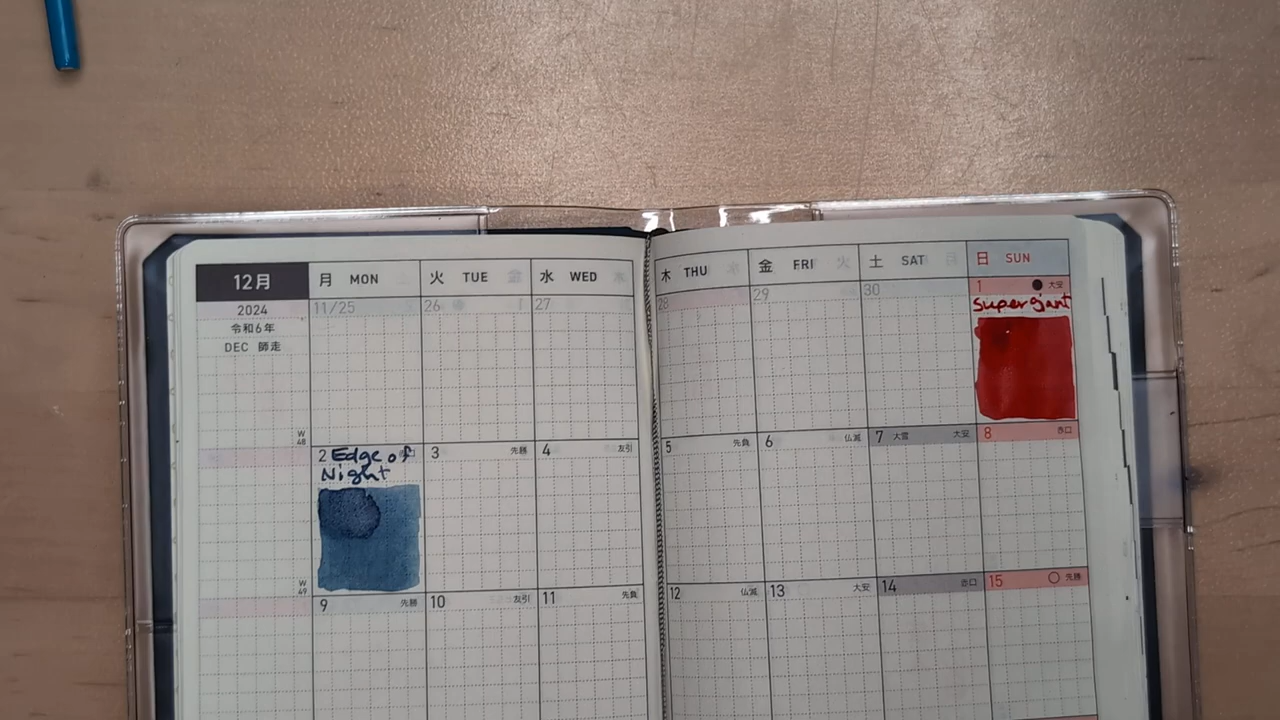 12月 月 MON 火 TUE 水 WED 木 THU 金 FRI 土 SAT 日 SUN
2024
令和6年
DEC 師走
11/25 26 27 28 29 30 1 大安
Supergiant
W
48
2 Edge of 3 先勝 4 友引 5 先負 6 仏滅 7 大雪 大安 8 赤口
Night
W
49
9 先勝 10 友引 11 先負 12 仏滅 13 大安 14 赤口 15 先勝